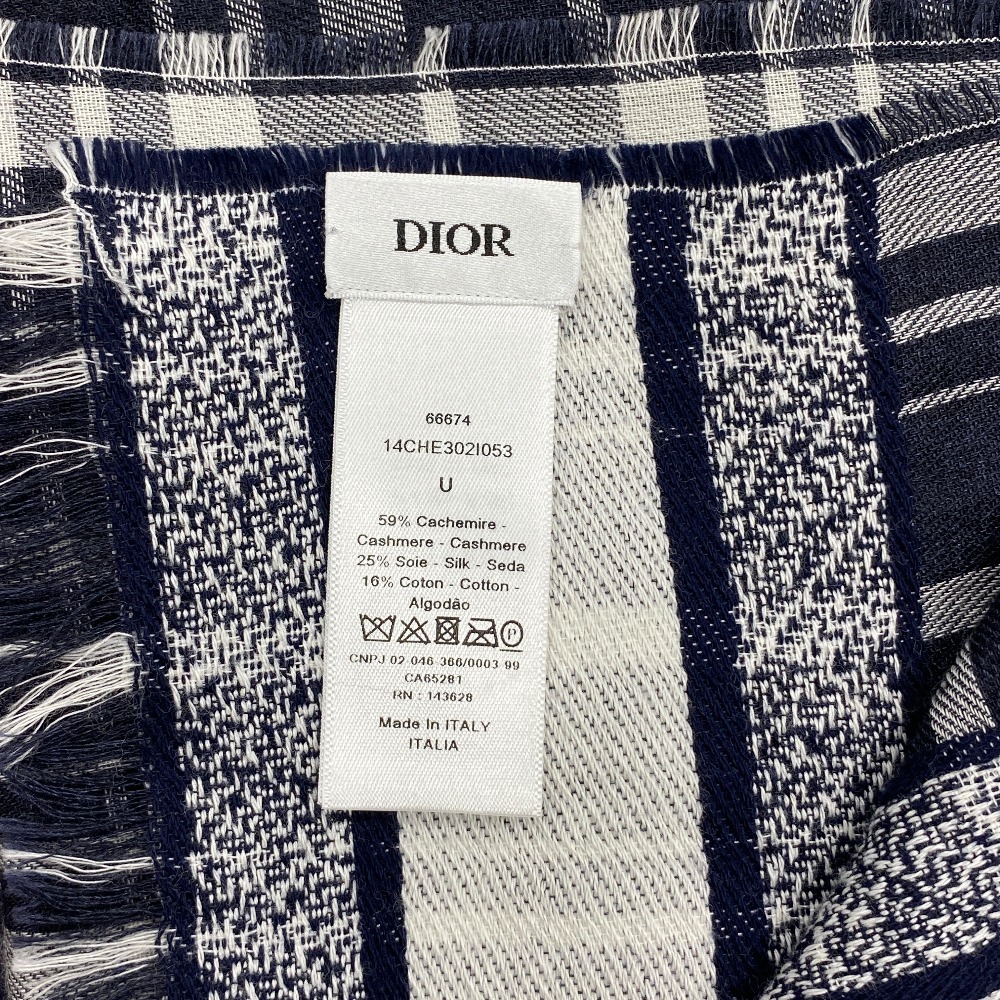 DIOR
66674
14CHE302I053
U
59% Cachemire -
Cashmere - Cashmere
25% Soie - Silk - Seda
16% Coton - Cotton -
Algodâo
P
CNPJ 02 046 366/0003 99
CA65281
RN : 143628
Made In ITALY
ITALIA